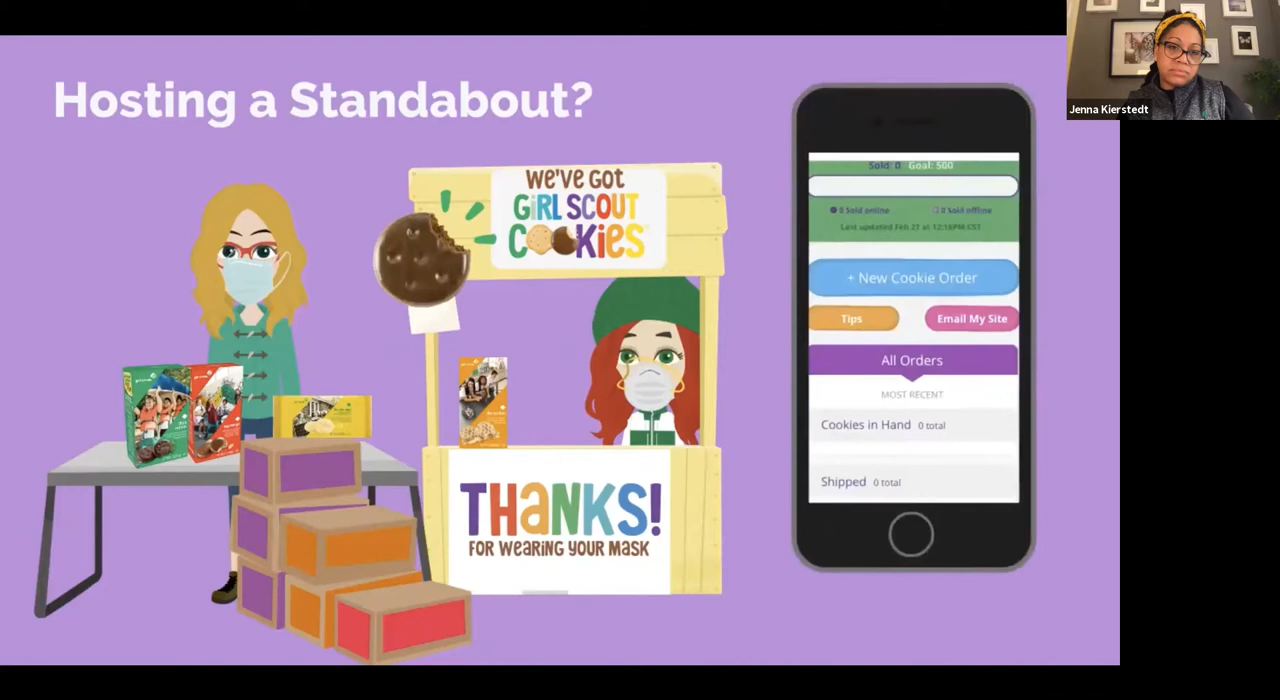 Hosting a Standabout?
Jenna Kierstedt
WE'VE GOT
GIRL SCOUT
COOKIES
THANKS!
FOR WEARING YOUR MASK
Sold: 0 Goal: 500
0 Sold online 0 Sold offline
Last updated Feb 27 at 12:16PM CST
+ New Cookie Order
Tips Email My Site
All Orders
MOST RECENT
Cookies in Hand 0 total
Shipped 0 total